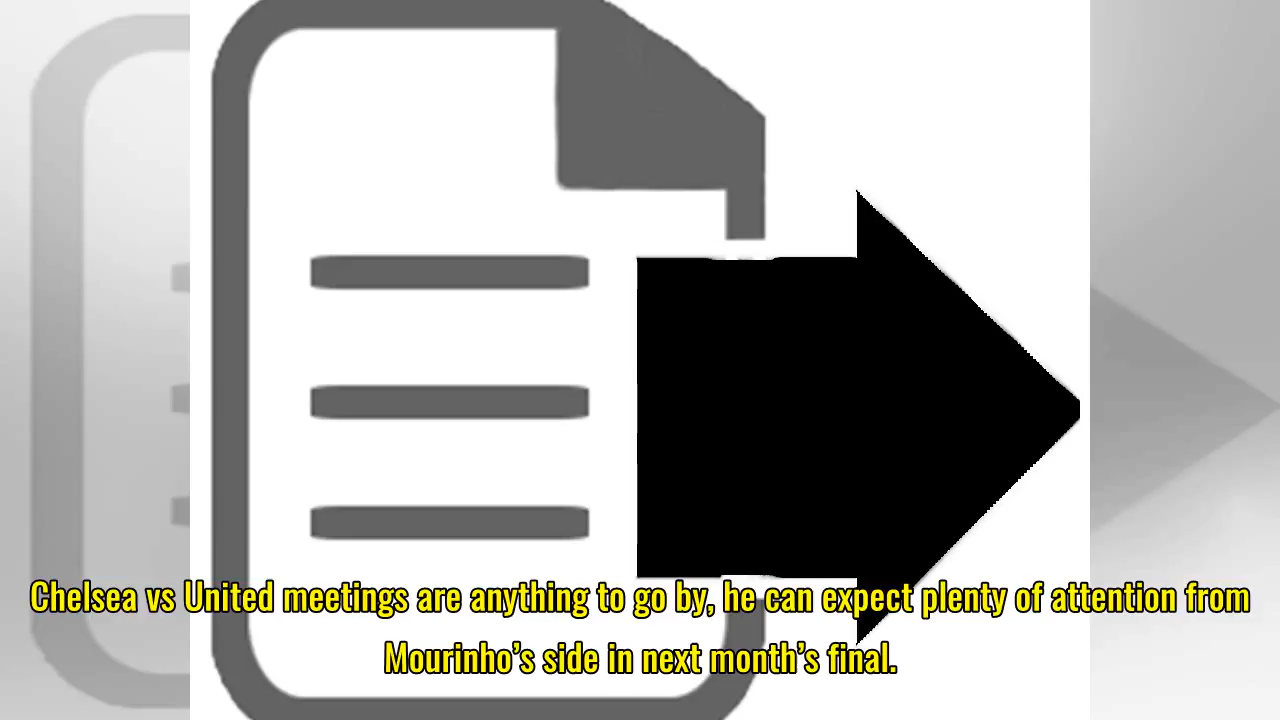 Chelsea vs United meetings are anything to go by, he can expect plenty of attention from
Mourinho’s side in next month’s final.